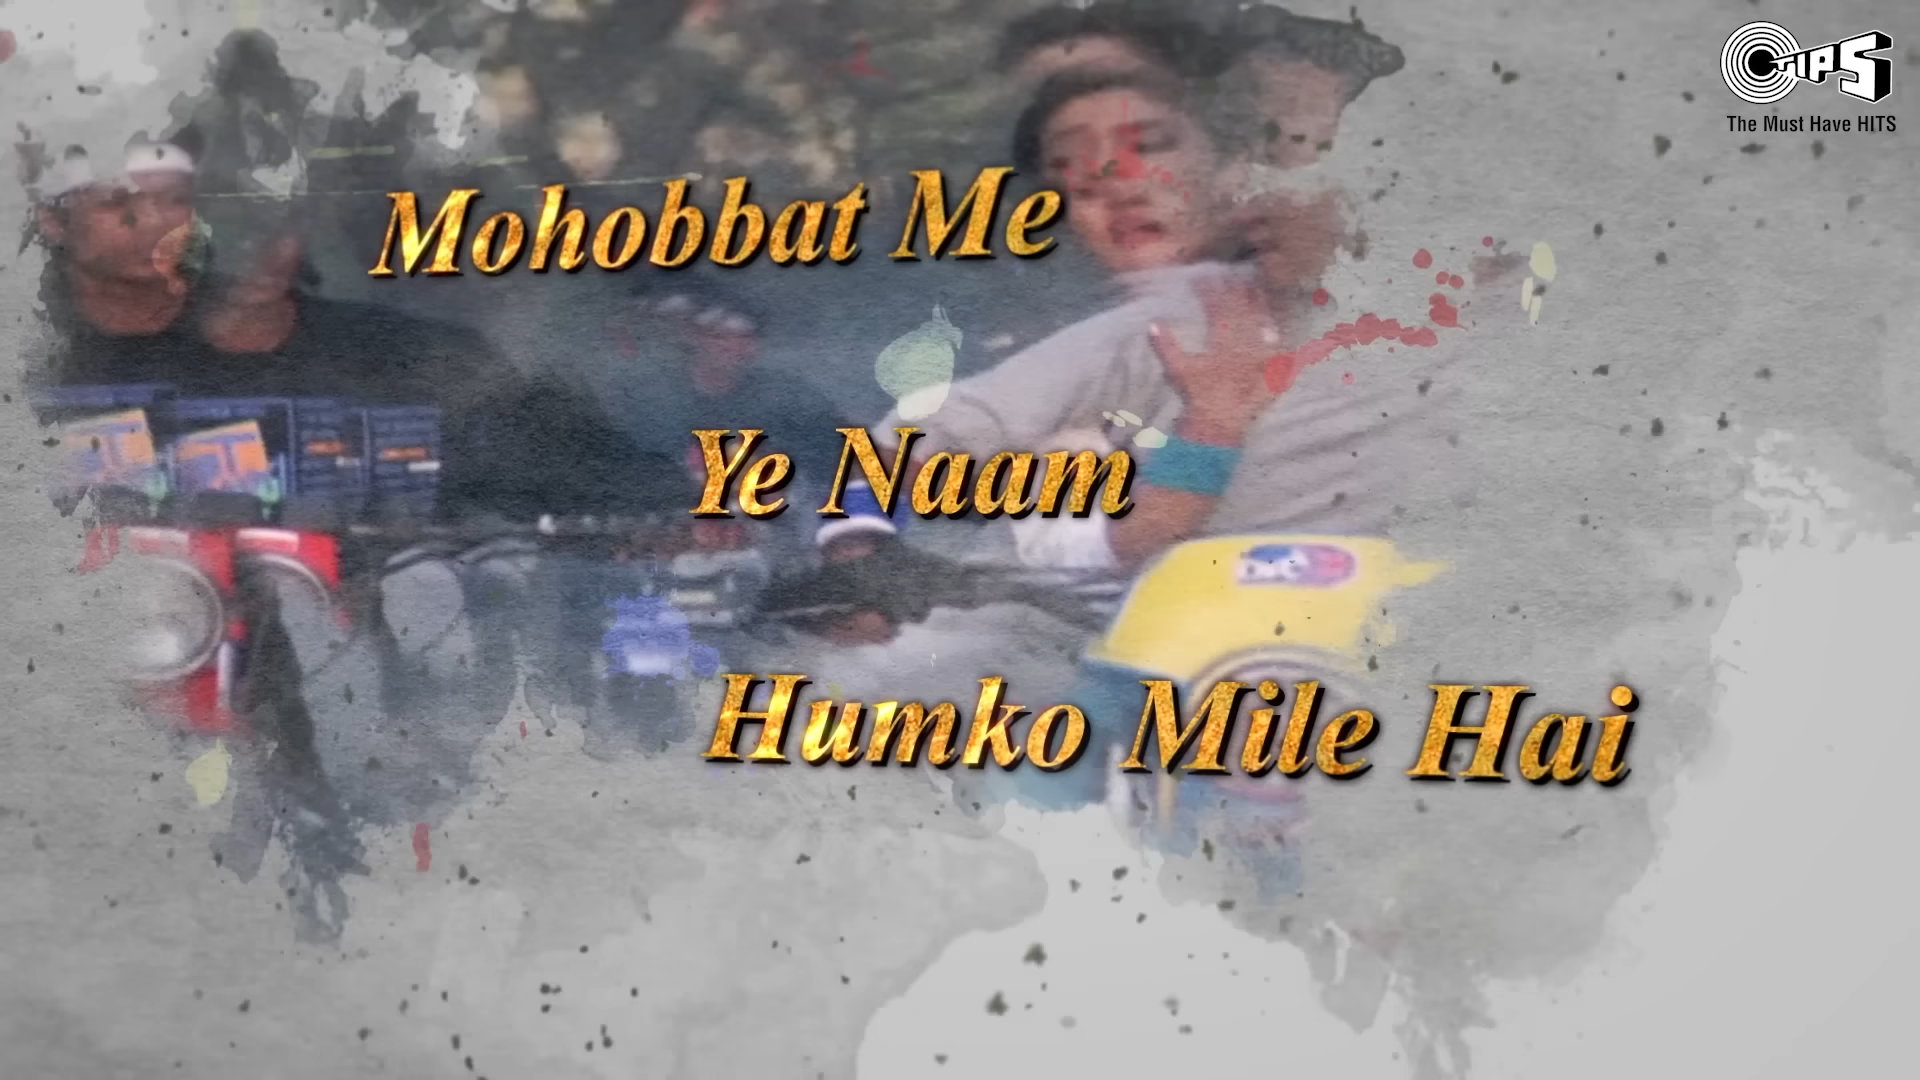 TIPS
The Must Have HITS
Mohobbat Me
Ye Naam
Humko Mile Hai